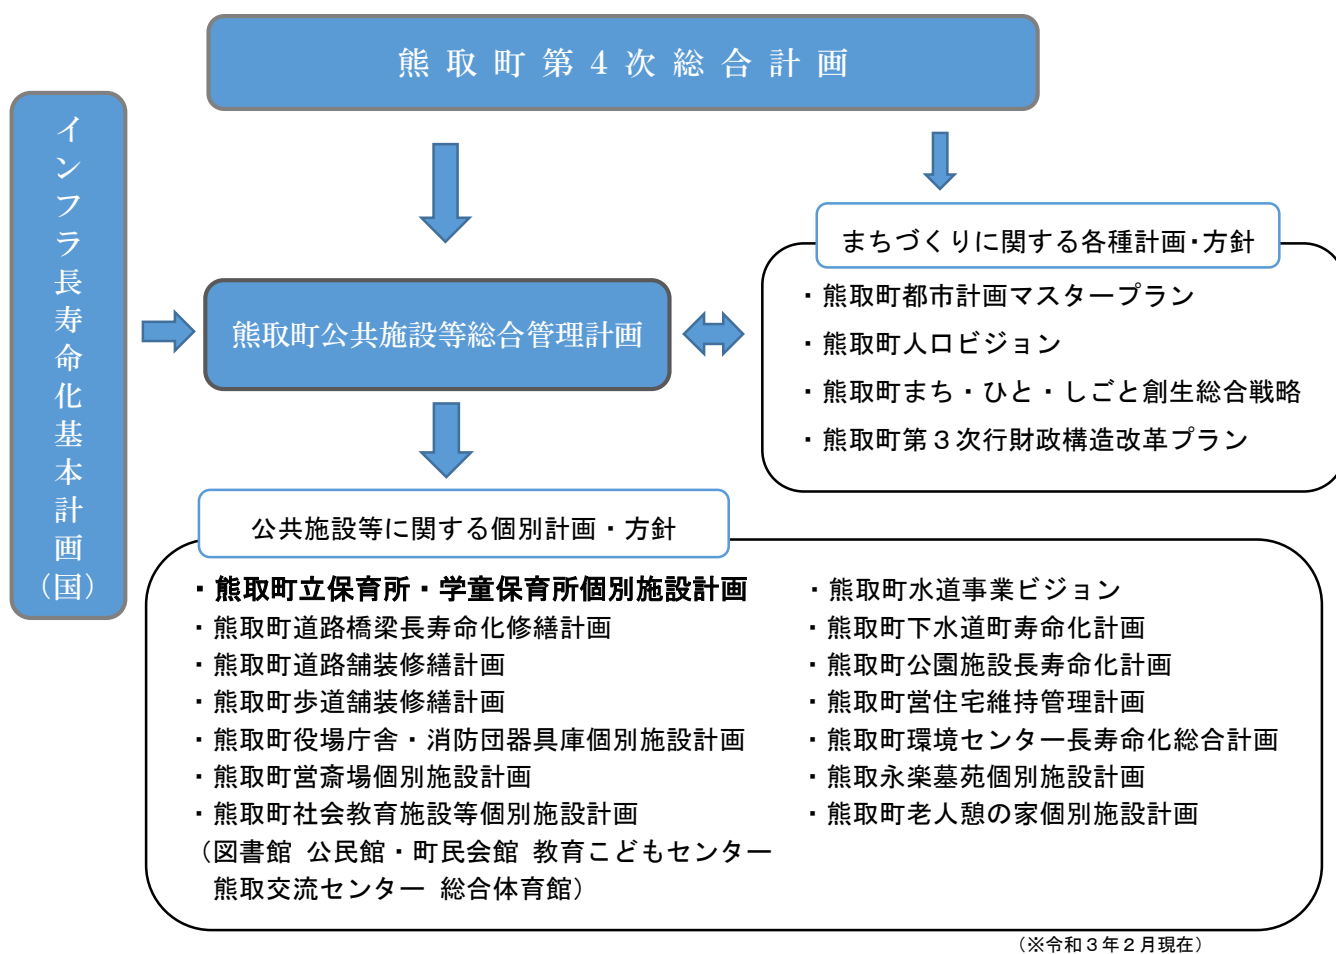 熊取町第４次総合計画
インフラ長寿命化基本計画（国）
まちづくりに関する各種計画・方針
・熊取町都市計画マスタープラン
・熊取町人口ビジョン
・熊取町まち・ひと・しごと創生総合戦略
・熊取町第３次行財政構造改革プラン
熊取町公共施設等総合管理計画
公共施設等に関する個別計画・方針
・熊取町立保育所・学童保育所個別施設計画
・熊取町道路橋梁長寿命化修繕計画
・熊取町道路舗装修繕計画
・熊取町歩道舗装修繕計画
・熊取町役場庁舎・消防団器具庫個別施設計画
・熊取町営斎場個別施設計画
・熊取町社会教育施設等個別施設計画
（図書館 公民館・町民会館 教育こどもセンター
熊取交流センター 総合体育館）
・熊取町水道事業ビジョン
・熊取町下水道町寿命化計画
・熊取町公園施設長寿命化計画
・熊取町営住宅維持管理計画
・熊取町環境センター長寿命化総合計画
・熊取永楽墓苑個別施設計画
・熊取町老人憩の家個別施設計画
（※令和３年２月現在）